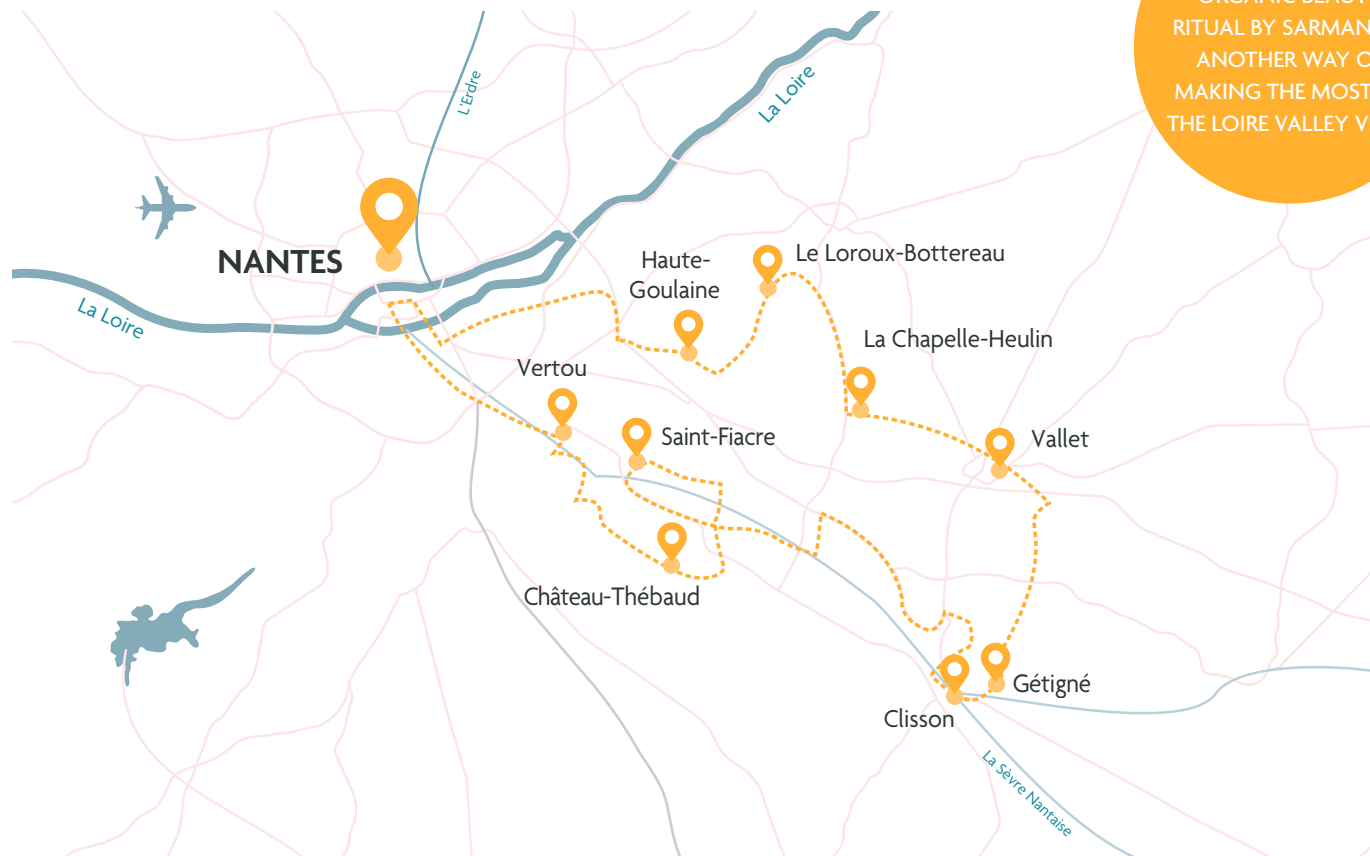 RITUAL BY
ANOTHER WAY
MAKING THE MOST
THE LOIRE VALLEY
L'Erdre
La Loire
NANTES
La Loire
Haute-
Goulaine
Le Loroux-Bottereau
La Chapelle-Heulin
Vertou
Saint-Fiacre
Vallet
Château-Thébaud
Gétigné
Clisson
La Sèvre Nantaise